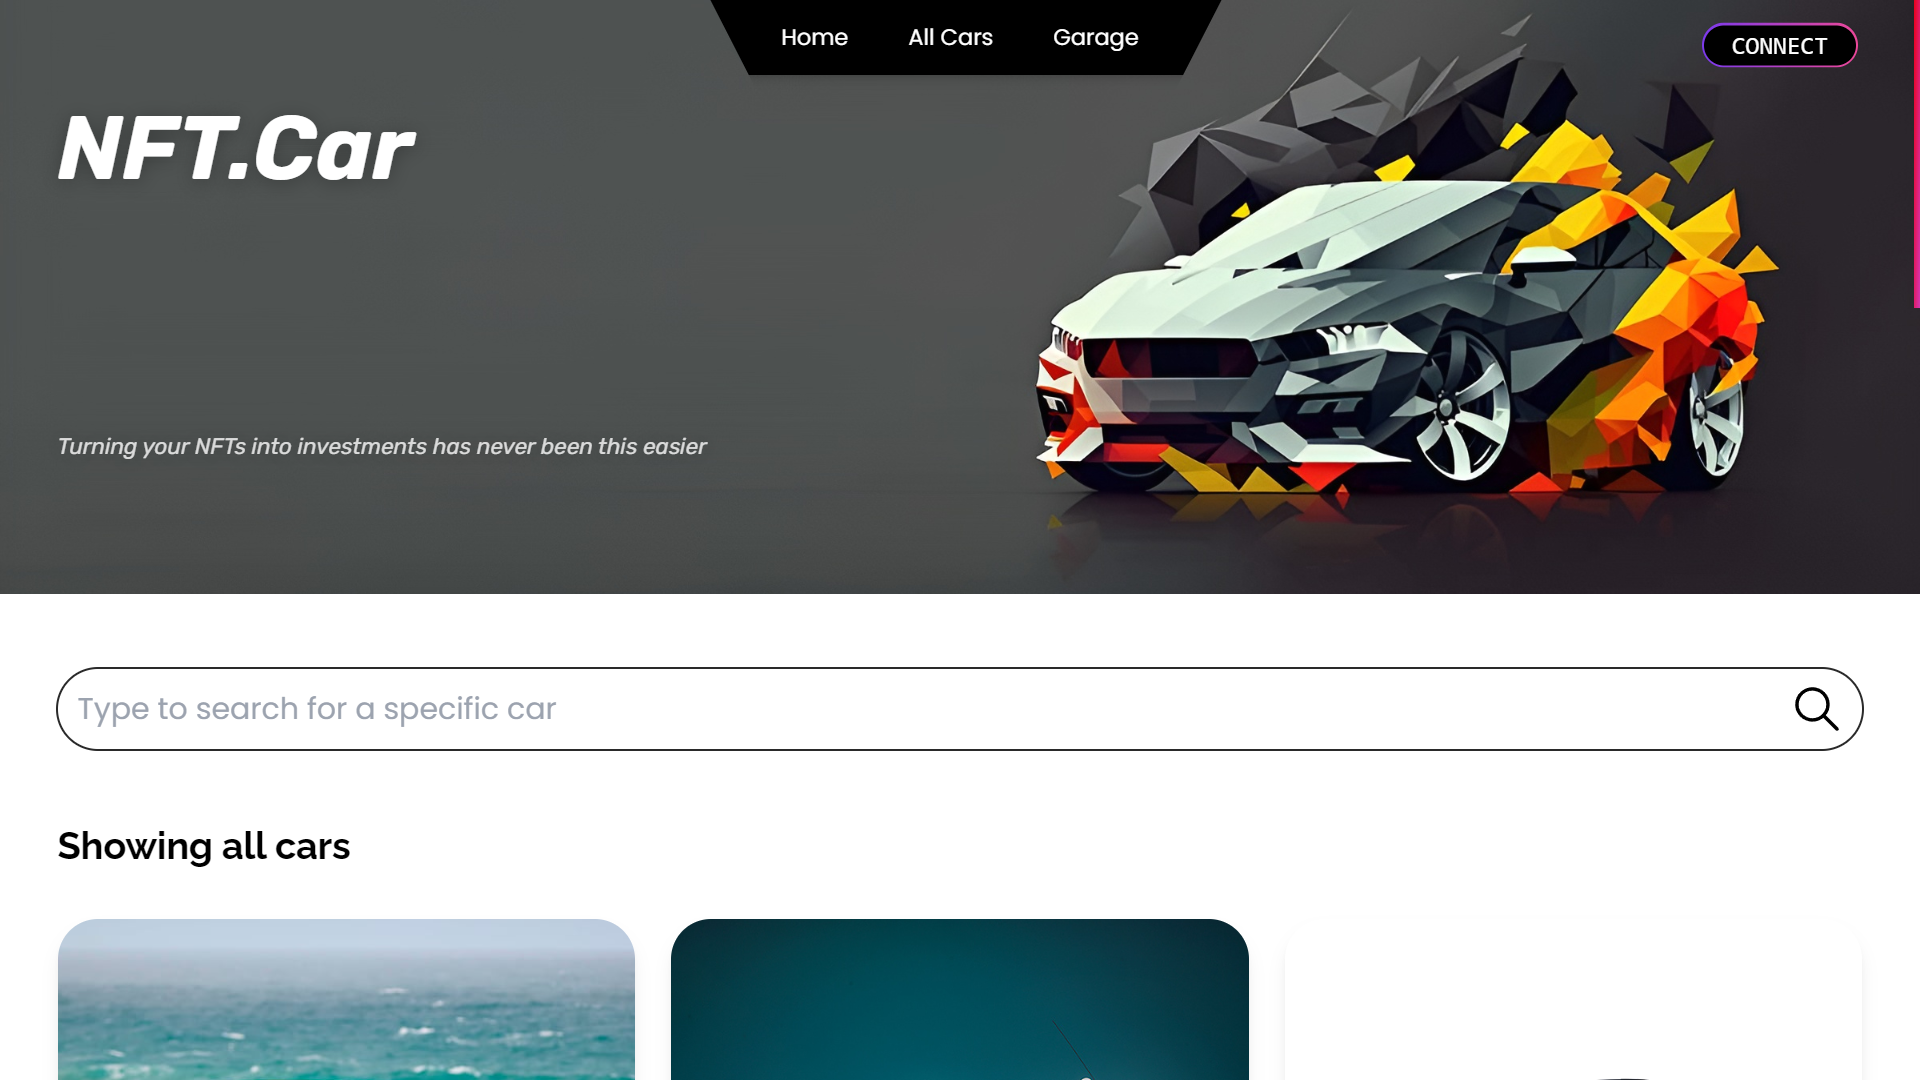 Home All Cars Garage
CONNECT
NFT.Car
Turning your NFTs into investments has never been this easier
Type to search for a specific car
Showing all cars